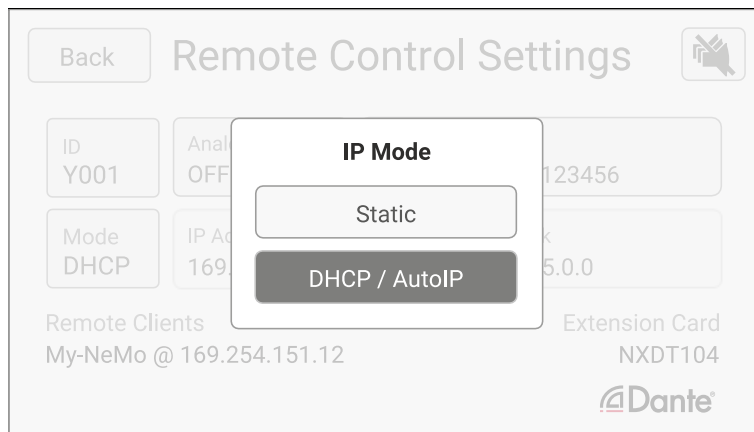 Back
Remote Control Settings
ID
Y001
Anal
OFF
123456
IP Mode
Static
DHCP / AutoIP
Mode
DHCP
IP Ad
169.
k
5.0.0
Remote Clients
My-NeMo @ 169.254.151.12
Extension Card
NXDT104
Dante